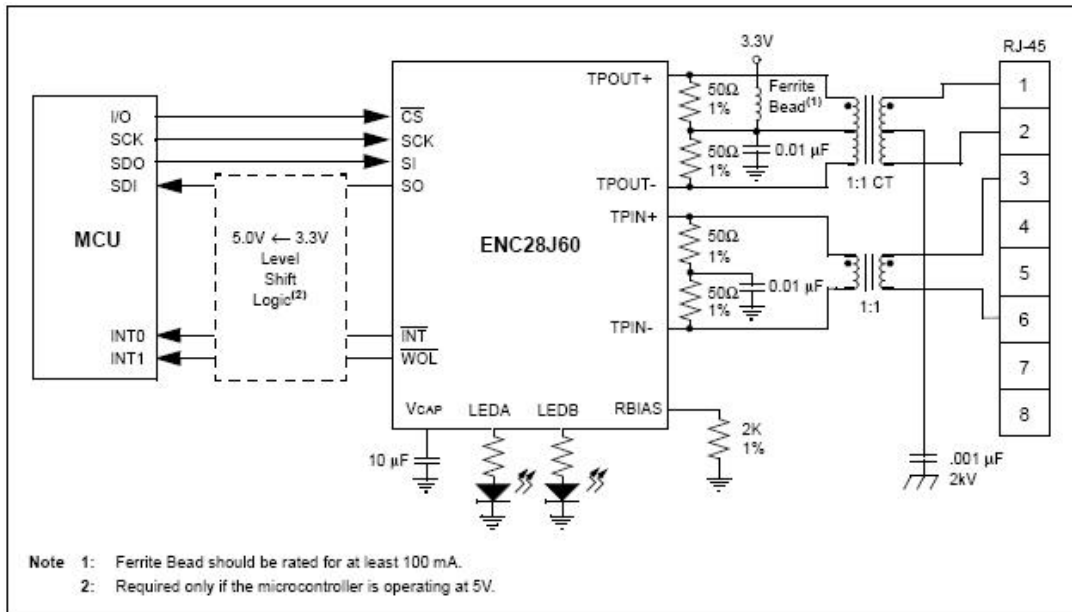 3.3V
RJ-45
MCU
I/O
SCK
SDO
SDI
INT0
INT1
5.0V ← 3.3V
Level
Shift
Logic(2)
ENC28J60
CS
SCK
SI
SO
INT
WOL
VCAP
LEDA
LEDB
RBIAS
TPOUT+
TPOUT-
TPIN+
TPIN-
50Ω
1%
50Ω
1%
Ferrite
Bead(1)
0.01 µF
1:1 CT
50Ω
1%
50Ω
1%
0.01 µF
1:1
1
2
3
4
5
6
7
8
10 µF
2K
1%
.001 µF
2kV
Note 1: Ferrite Bead should be rated for at least 100 mA.
2: Required only if the microcontroller is operating at 5V.